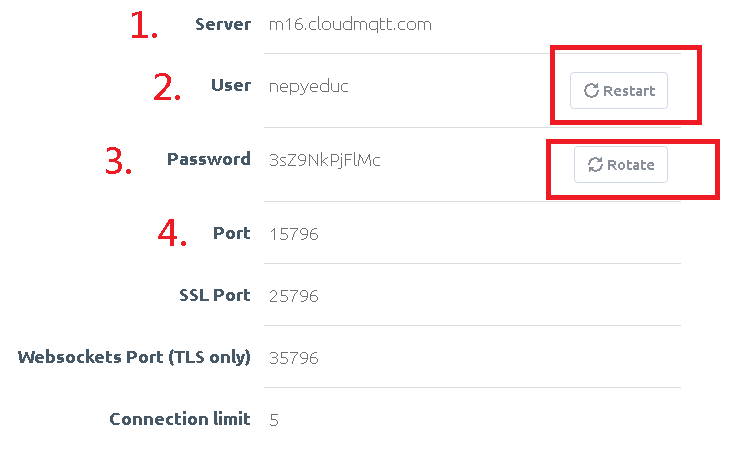 1. Server m16.cloudmqtt.com
2. User nepyeduc Restart
3. Password 3sZ9NkPjFlMc Rotate
4. Port 15796
SSL Port 25796
Websockets Port (TLS only) 35796
Connection limit 5